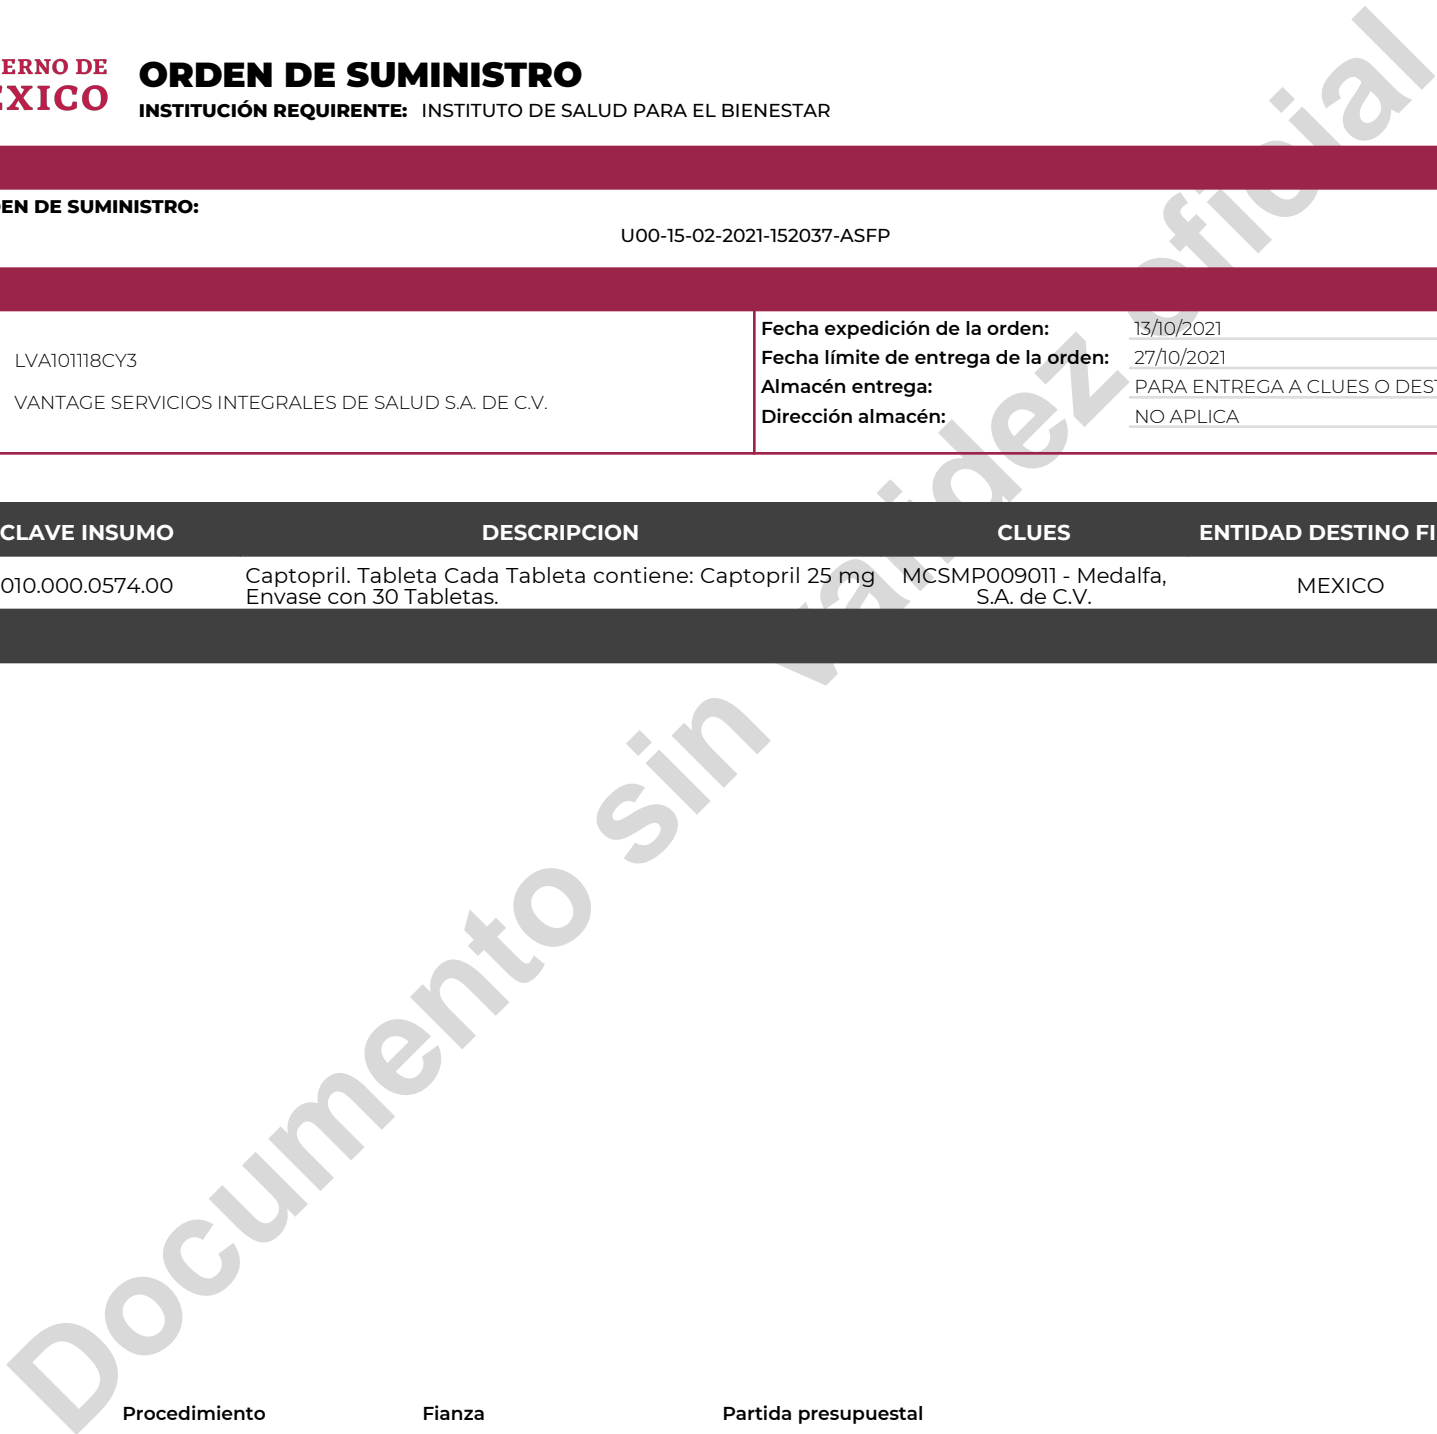 ERNO DE
XICO
ORDEN DE SUMINISTRO
INSTITUCIÓN REQUIRENTE: INSTITUTO DE SALUD PARA EL BIENESTAR
EN DE SUMINISTRO:
U00-15-02-2021-152037-ASFP
LVA101118CY3
VANTAGE SERVICIOS INTEGRALES DE SALUD S.A. DE C.V.
Fecha expedición de la orden: 13/10/2021
Fecha límite de entrega de la orden: 27/10/2021
Almacén entrega: PARA ENTREGA A CLUES O DES
Dirección almacén: NO APLICA
CLAVE INSUMO DESCRIPCION CLUES ENTIDAD DESTINO FI
010.000.0574.00 Captopril. Tableta Cada Tableta contiene: Captopril 25 mg MCSMP009011 - Medalfa,
Envase con 30 Tabletas. S.A. de C.V. MEXICO
Documento sin validez oficial
Procedimiento Fianza Partida presupuestal